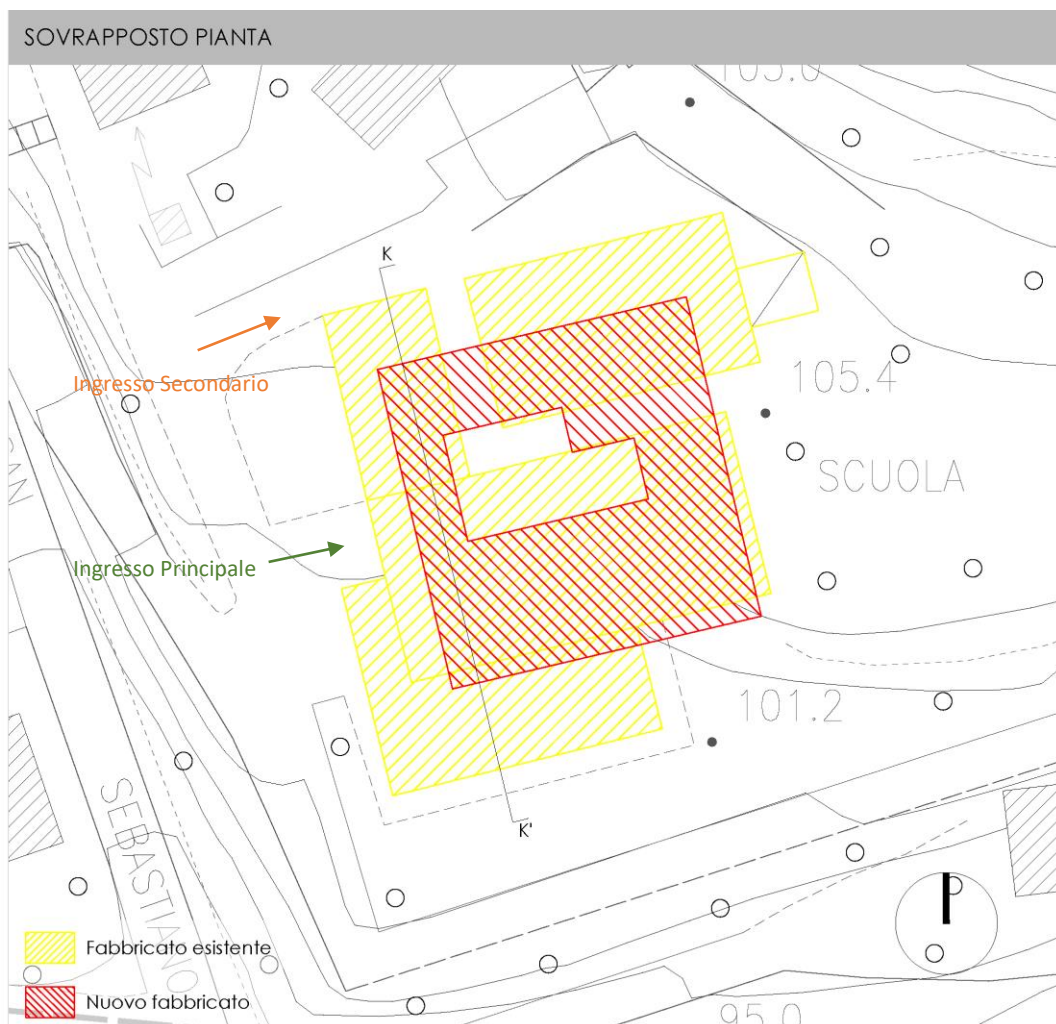 SOVRAPPOSTO PIANTA
K
105.4
Ingresso Secondario
SCUOLA
Ingresso Principale
101.2
K'
SEBASTIANO
Fabbricato esistente
Nuovo fabbricato
95.0